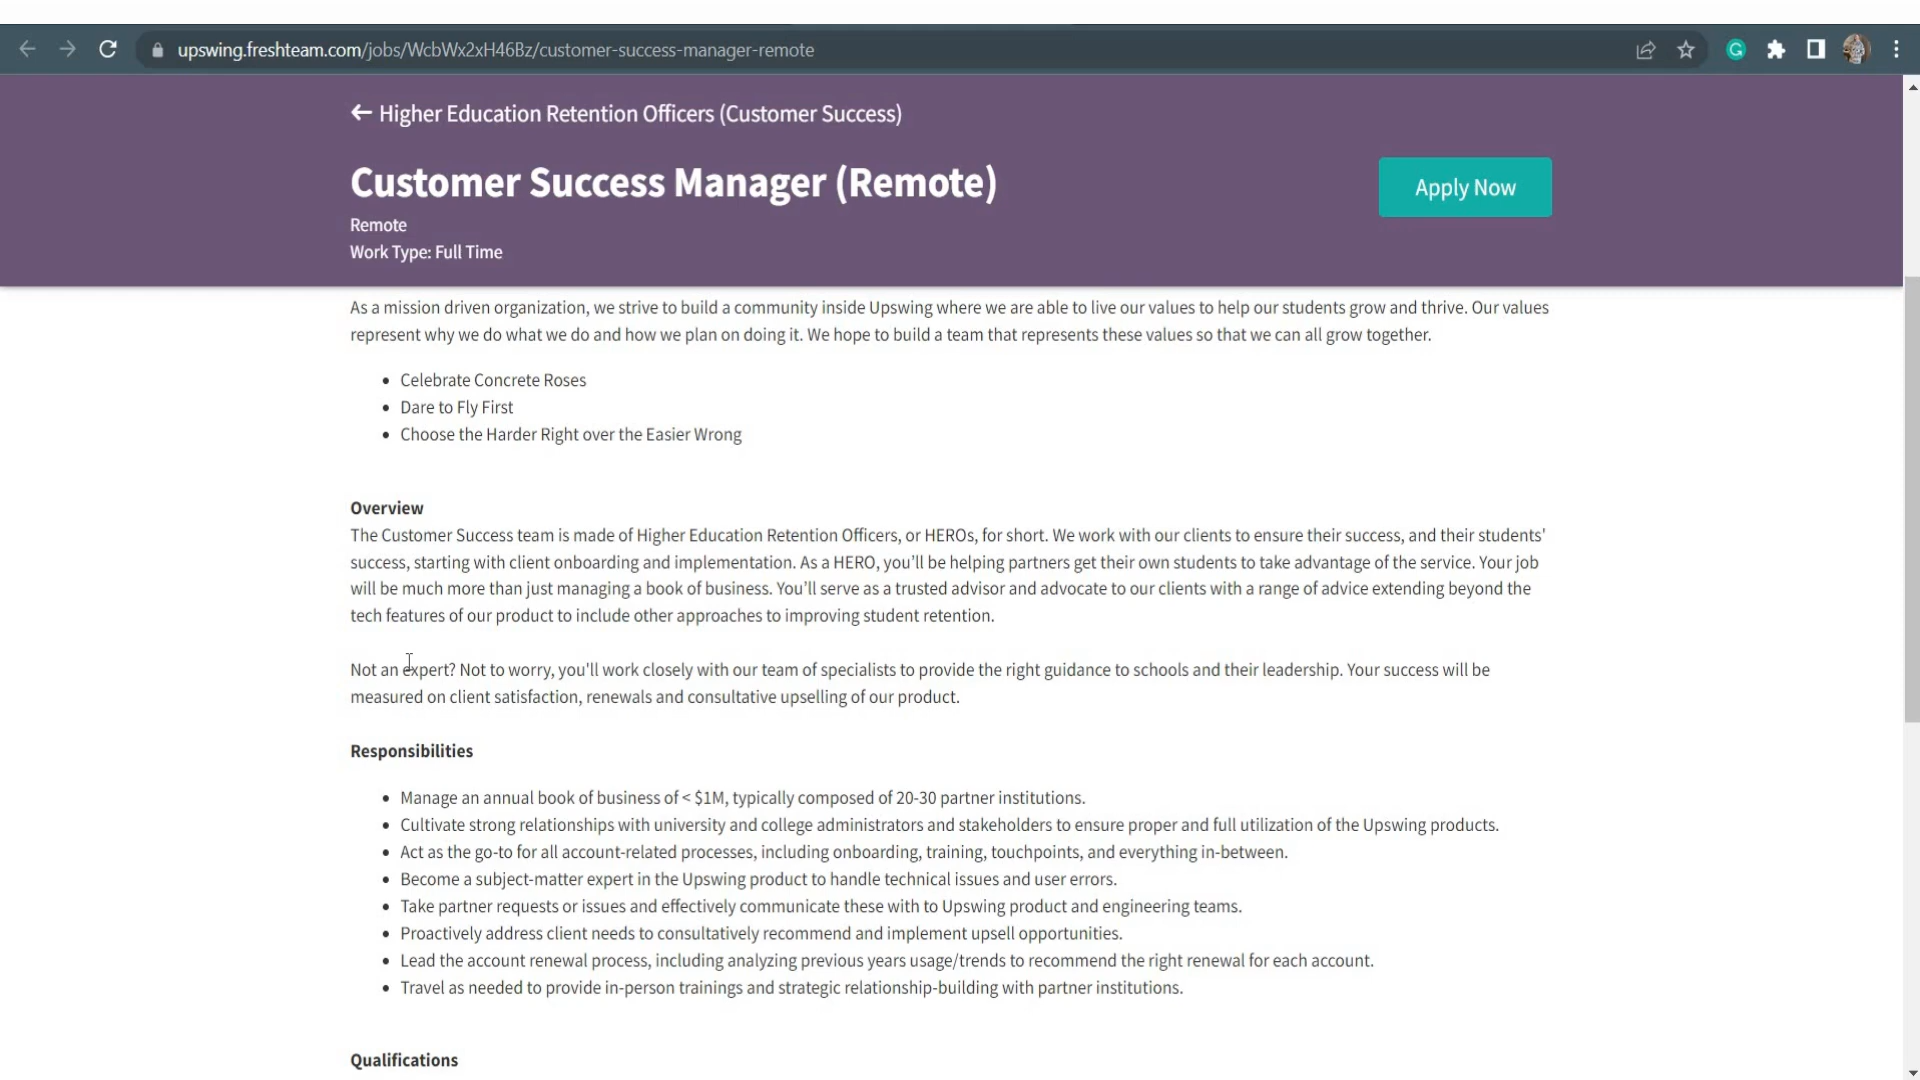 upswing.freshteam.com/jobs/WcbWx2xH46Bz/customer-success-manager-remote
Higher Education Retention Officers (Customer Success)
Customer Success Manager (Remote)
Apply Now
Remote
Work Type: Full Time
As a mission driven organization, we strive to build a community inside Upswing where we are able to live our values to help our students grow and thrive. Our values
represent why we do what we do and how we plan on doing it. We hope to build a team that represents these values so that we can all grow together.
• Celebrate Concrete Roses
• Dare to Fly First
• Choose the Harder Right over the Easier Wrong
Overview
The Customer Success team is made of Higher Education Retention Officers, or HEROs, for short. We work with our clients to ensure their success, and their students'
success, starting with client onboarding and implementation. As a HERO, you’ll be helping partners get their own students to take advantage of the service. Your job
will be much more than just managing a book of business. You’ll serve as a trusted advisor and advocate to our clients with a range of advice extending beyond the
tech features of our product to include other approaches to improving student retention.
Not an expert? Not to worry, you'll work closely with our team of specialists to provide the right guidance to schools and their leadership. Your success will be
measured on client satisfaction, renewals and consultative upselling of our product.
Responsibilities
• Manage an annual book of business of < $1M, typically composed of 20-30 partner institutions.
• Cultivate strong relationships with university and college administrators and stakeholders to ensure proper and full utilization of the Upswing products.
• Act as the go-to for all account-related processes, including onboarding, training, touchpoints, and everything in-between.
• Become a subject-matter expert in the Upswing product to handle technical issues and user errors.
• Take partner requests or issues and effectively communicate these with to Upswing product and engineering teams.
• Proactively address client needs to consultatively recommend and implement upsell opportunities.
• Lead the account renewal process, including analyzing previous years usage/trends to recommend the right renewal for each account.
• Travel as needed to provide in-person trainings and strategic relationship-building with partner institutions.
Qualifications